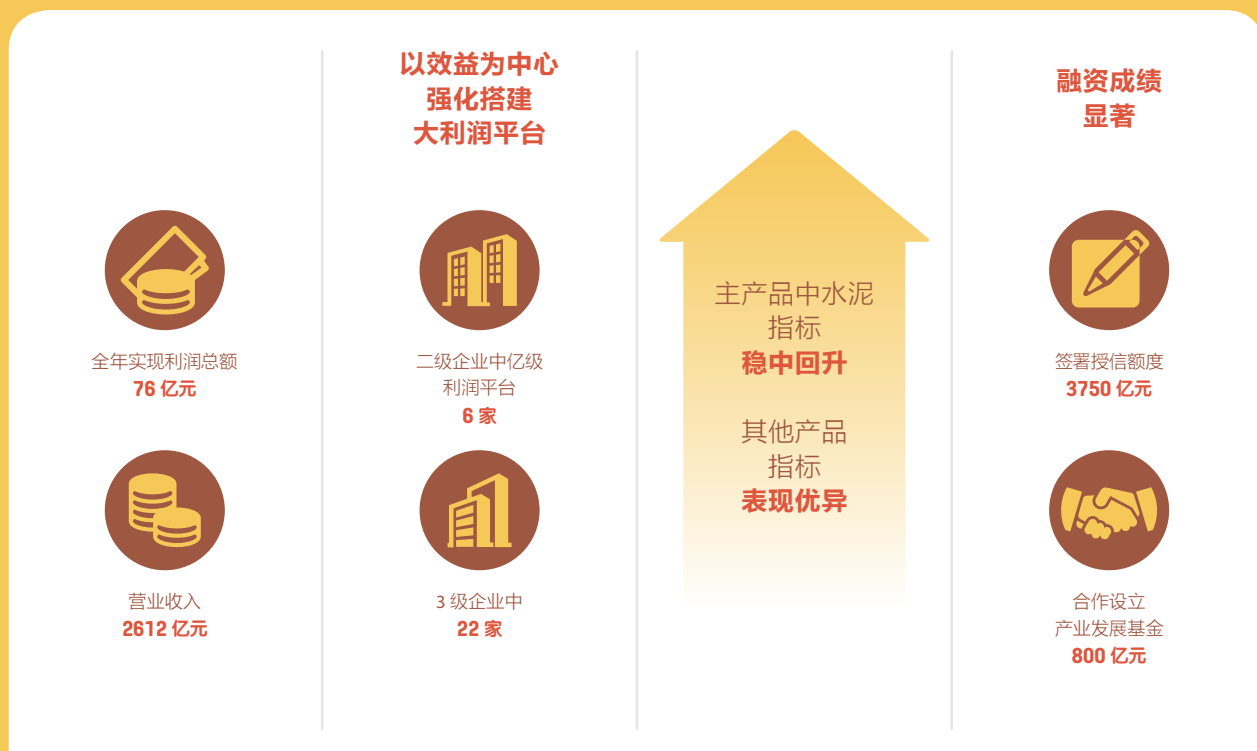 全年实现利润总额
76 亿元
营业收入
2612 亿元
以效益为中心
强化搭建
大利润平台
二级企业中亿级
利润平台
6 家
3 级企业中
22 家
主产品中水泥
指标
稳中回升
其他产品
指标
表现优异
融资成绩
显著
签署授信额度
3750 亿元
合作设立
产业发展基金
800 亿元